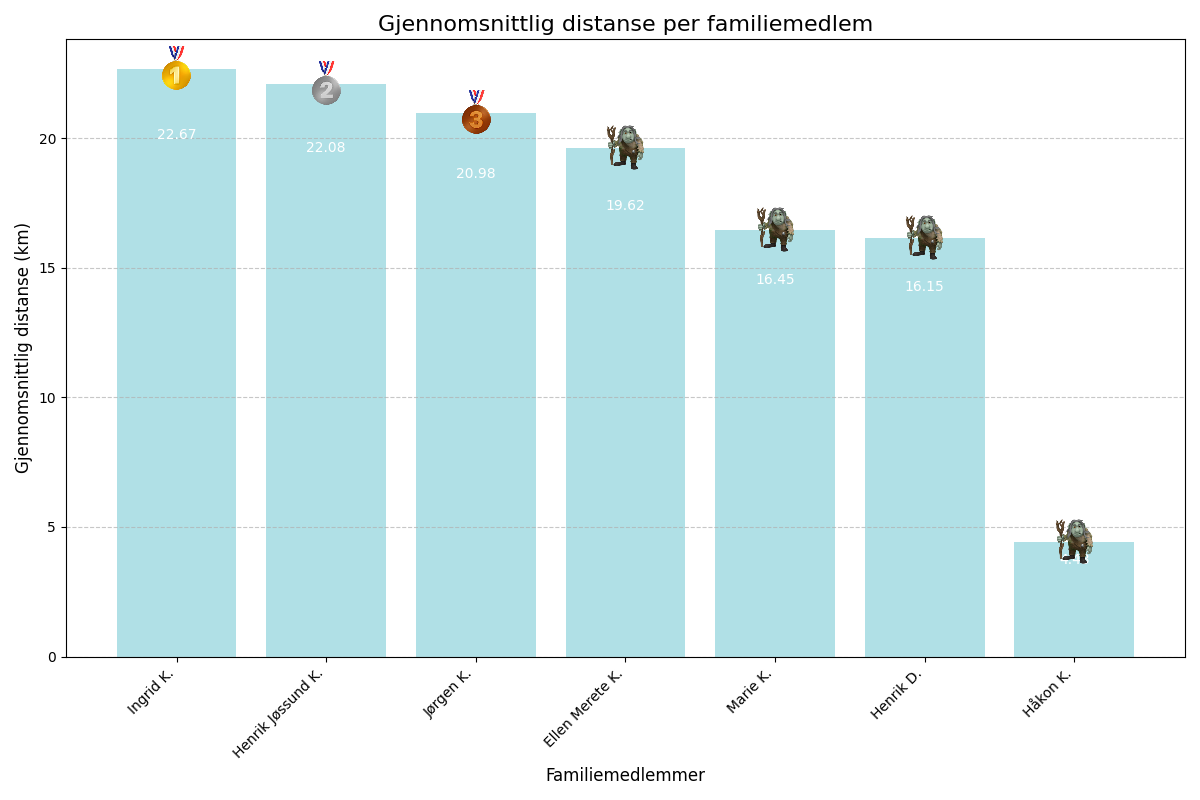 Gjennomsnittlig distanse per familiemedlem
1
2
3
22.67
22.08
20.98
19.62
16.45
16.15
Gjennomsnittlig distanse (km)
20
15
10
5
0
Ingrid K.
Henrik Jøssund K.
Jørgen K.
Ellen Merete K.
Marie K.
Henrik D.
Håkon K.
Familiemedlemmer